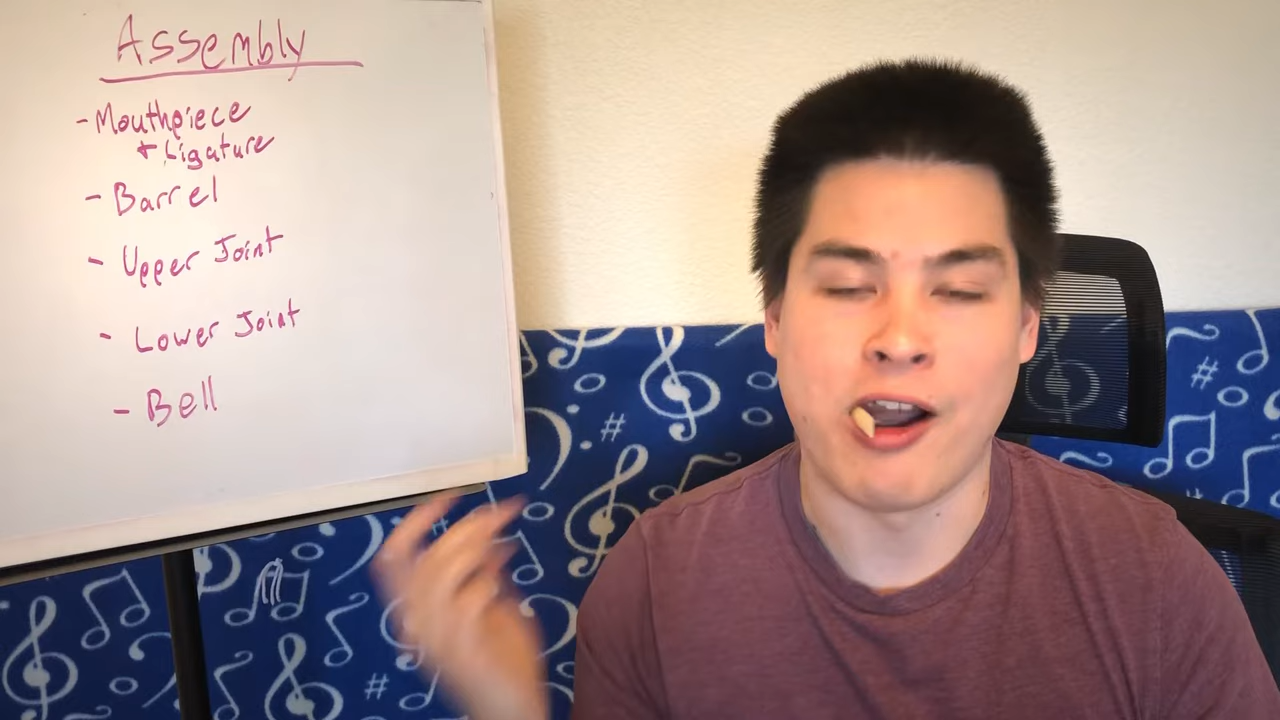 Assembly
- Mouthpiece
+ Ligature
- Barrel
- Upper Joint
- Lower Joint
- Bell